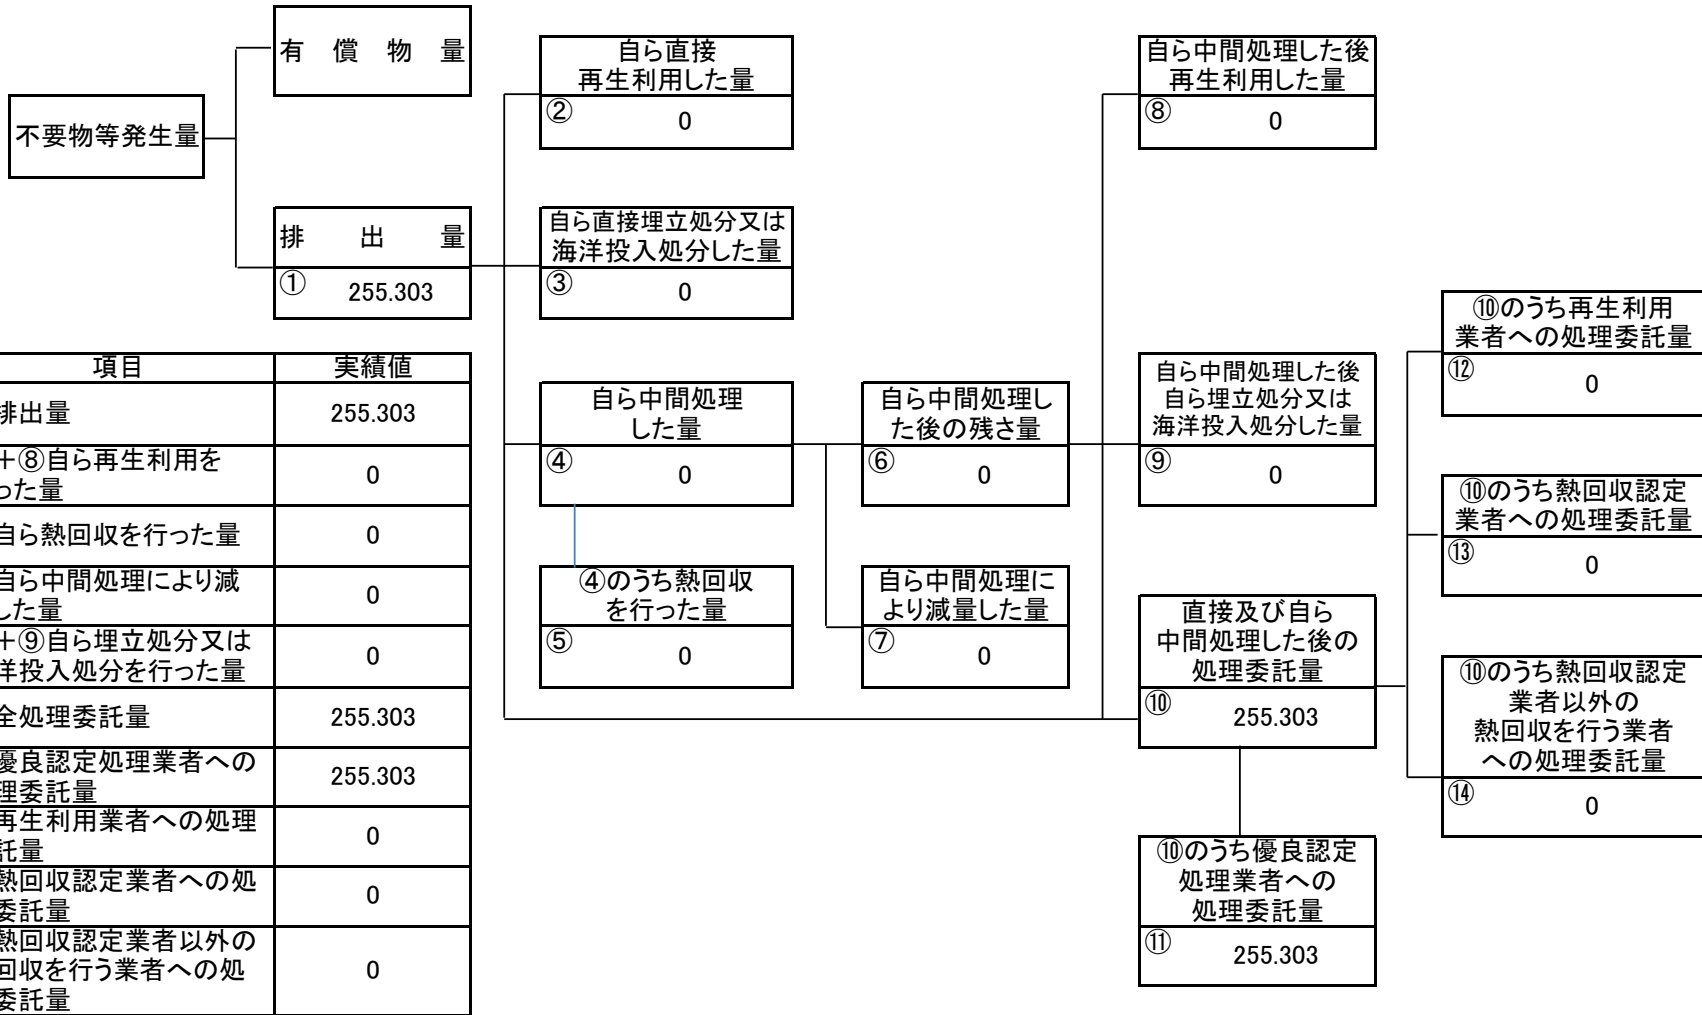 有償物量
不要物等発生量
排出量
①
255.303
自ら直接
再生利用した量
②
0
自ら直接埋立処分又は
海洋投入処分した量
③
0
自ら中間処理
した量
④
0
④のうち熱回収
を行った量
⑤
0
自ら中間処理し
た後の残さ量
⑥
0
自ら中間処理に
より減量した量
⑦
0
自ら中間処理した後
再生利用した量
⑧
0
自ら中間処理した後
自ら埋立処分又は
海洋投入処分した量
⑨
0
直接及び自ら
中間処理した後の
処理委託量
⑩
255.303
⑩のうち優良認定
処理業者への
処理委託量
⑪
255.303
⑩のうち再生利用
業者への処理委託量
⑫
0
⑩のうち熱回収認定
業者への処理委託量
⑬
0
⑩のうち熱回収認定
業者以外の
熱回収を行う業者
への処理委託量
⑭
0
項目 実績値
排出量 255.303
+⑧自ら再生利用を
った量
0
自ら熱回収を行った量 0
自ら中間処理により減
した量
0
+⑨自ら埋立処分又は
洋投入処分を行った量
0
全処理委託量 255.303
優良認定処理業者への
理委託量
255.303
再生利用業者への処理
託量
0
熱回収認定業者への処
委託量
0
熱回収認定業者以外の
回収を行う業者への処
委託量
0